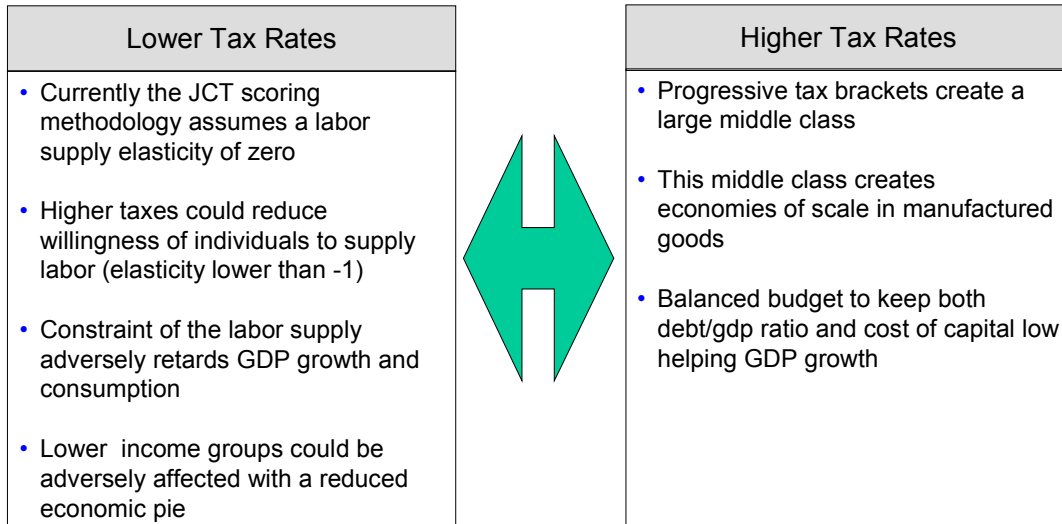 Lower Tax Rates
• Currently the JCT scoring
methodology assumes a labor
supply elasticity of zero
• Higher taxes could reduce
willingness of individuals to supply
labor (elasticity lower than -1)
• Constraint of the labor supply
adversely retards GDP growth and
consumption
• Lower income groups could be
adversely affected with a reduced
economic pie
Higher Tax Rates
• Progressive tax brackets create a
large middle class
• This middle class creates
economies of scale in manufactured
goods
• Balanced budget to keep both
debt/gdp ratio and cost of capital low
helping GDP growth